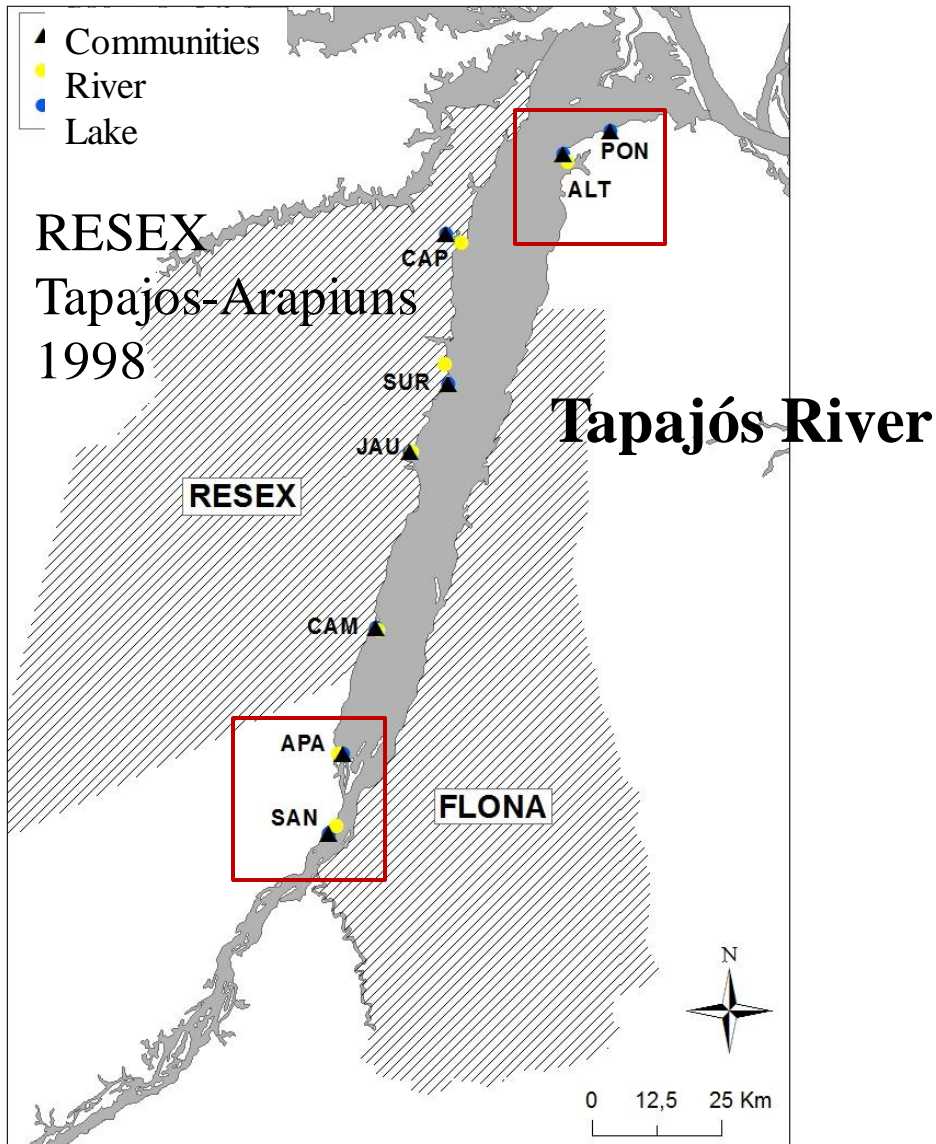 Communities
River
Lake
RESEX
Tapajos-Arapiuns
1998
PON
ALT
CAP
SUR
Tapajós River
JAU
RESEX
CAM
APA
FLONA
SAN
N
0 12,5 25 Km